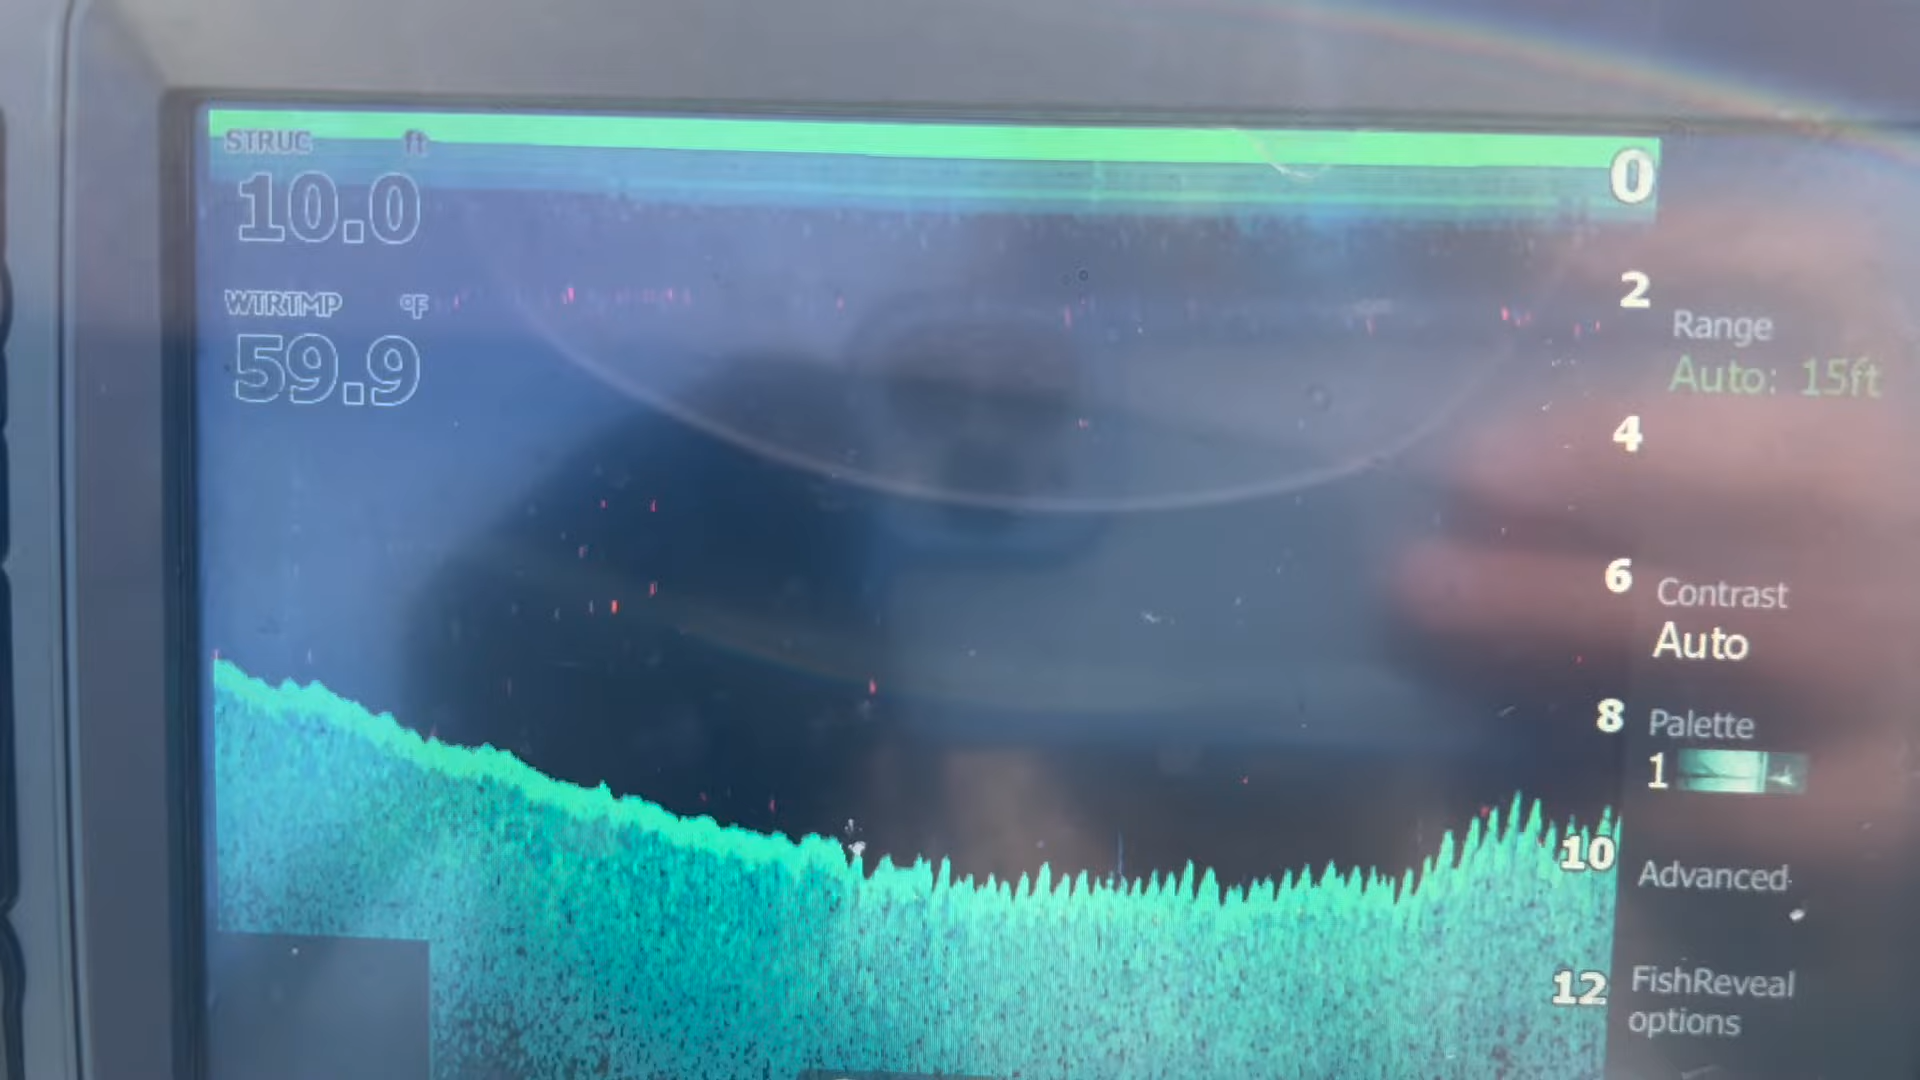 STRUC ft
10.0
WTRTMP °F
59.9
0
2
Range
Auto: 15ft
4
6
Contrast
Auto
8
Palette
1
10
Advanced
12
FishReveal
options